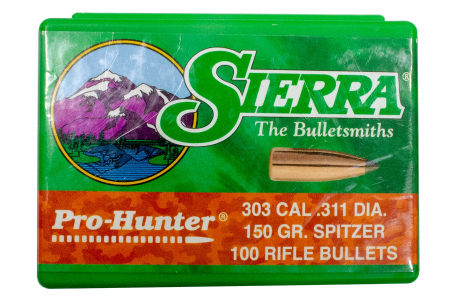 SIERRA®
The Bulletsmiths
Pro-Hunter®
303 CAL .311 DIA.
150 GR. SPITZER
100 RIFLE BULLETS